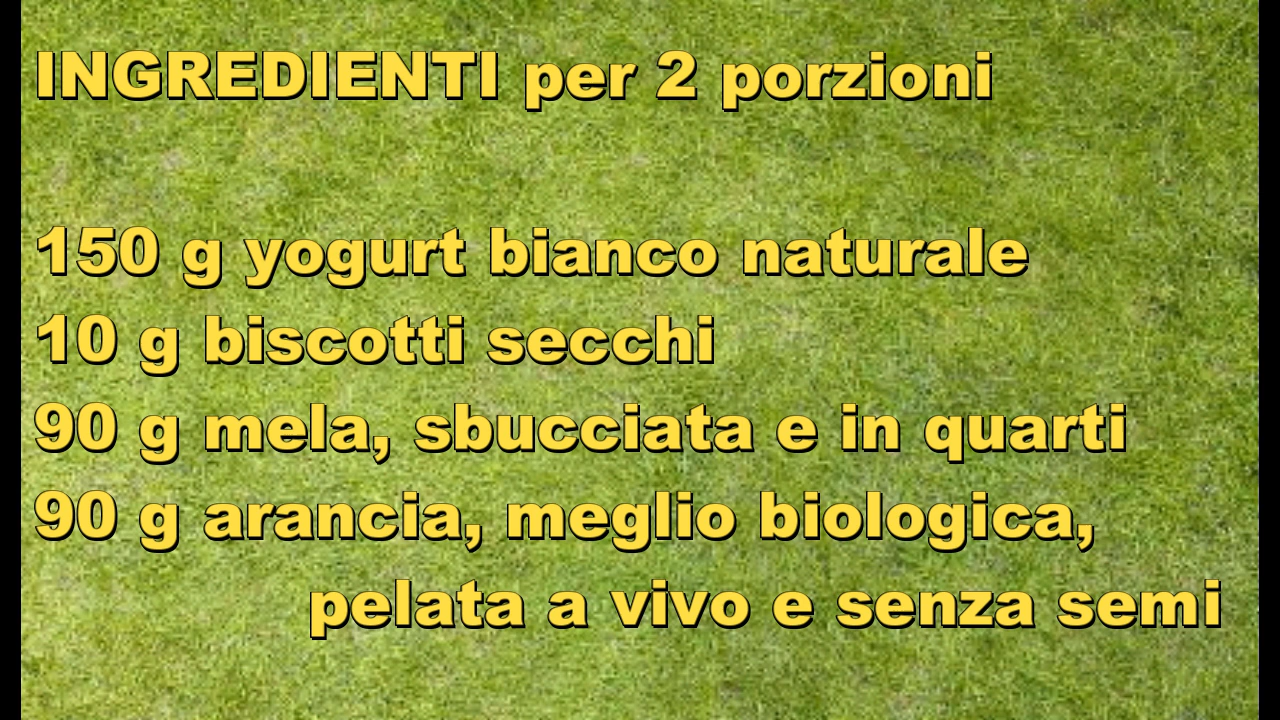 INGREDIENTI per 2 porzioni
150 g yogurt bianco naturale
10 g biscotti secchi
90 g mela, sbucciata e in quarti
90 g arancia, meglio biologica,
pelata a vivo e senza semi